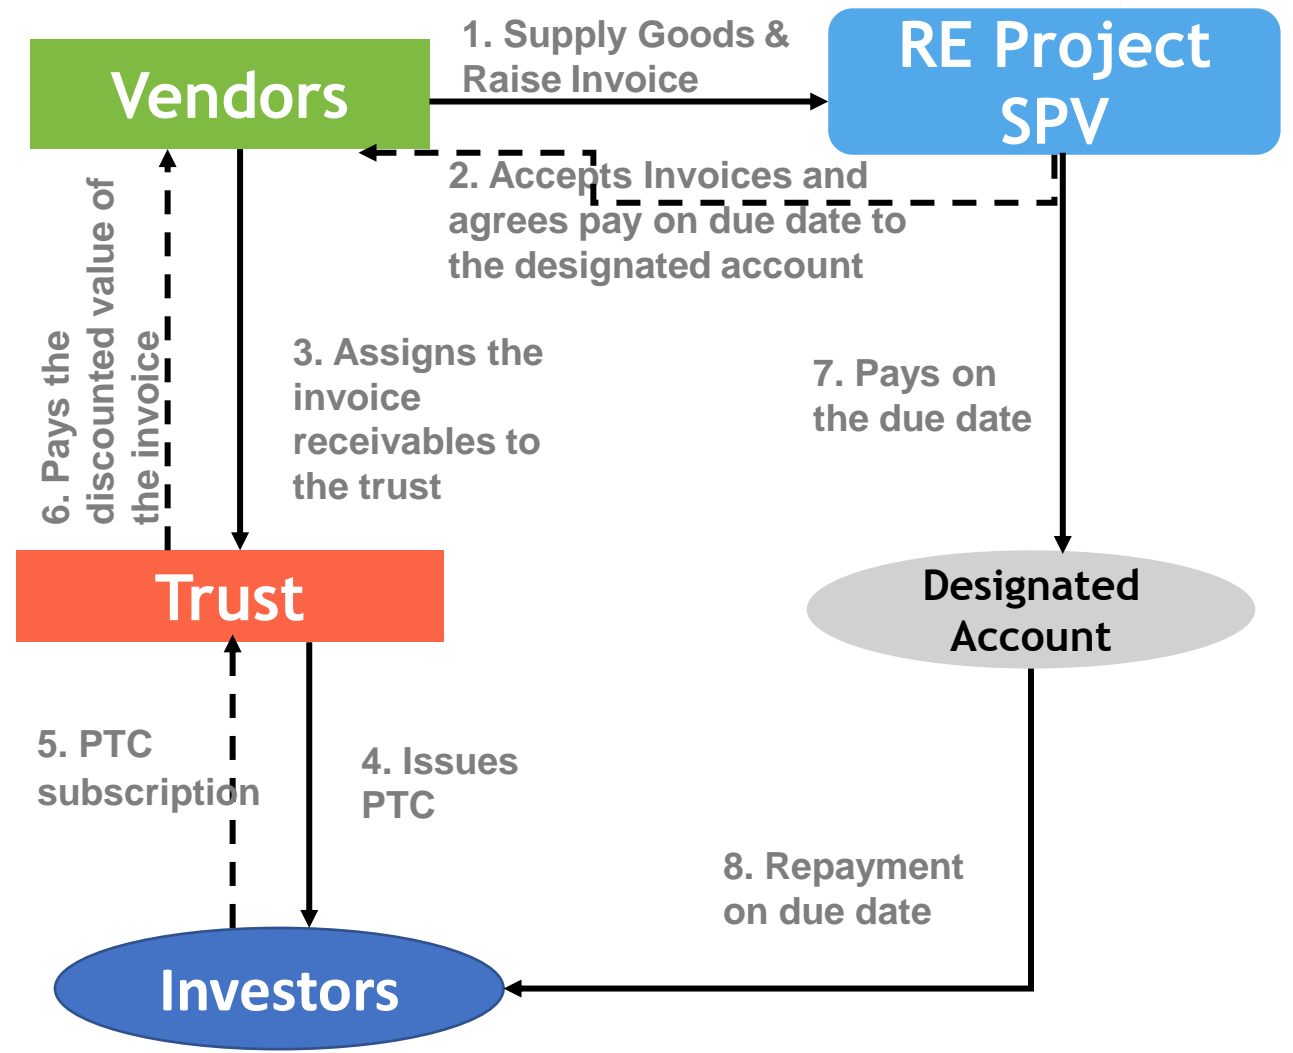 Vendors
1. Supply Goods &
Raise Invoice
RE Project
SPV
2. Accepts Invoices and
agrees pay on due date to
the designated account
6. Pays the
discounted value of
the invoice
3. Assigns the
invoice
receivables to
the trust
7. Pays on
the due date
Trust
Designated
Account
5. PTC
subscription
4. Issues
PTC
8. Repayment
on due date
Investors